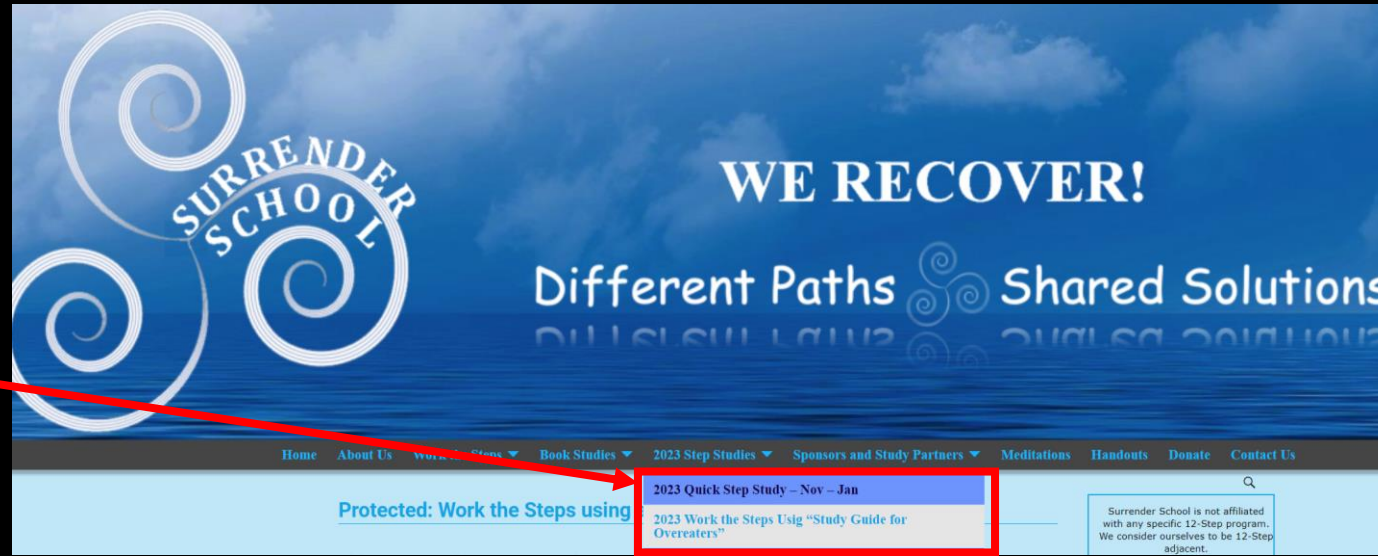 SURRENDER
SCHOOL
WE RECOVER!
Different Paths Shared Solutions
Home About Us Work the Steps Book Studies 2023 Step Studies Sponsors and Study Partners Meditations Handouts Donate Contact Us
2023 Quick Step Study – Nov – Jan
2023 Work the Steps Usig “Study Guide for
Overeaters”
Protected: Work the Steps using
Surrender School is not affiliated
with any specific 12-Step program.
We consider ourselves to be 12-Step
adjacent.